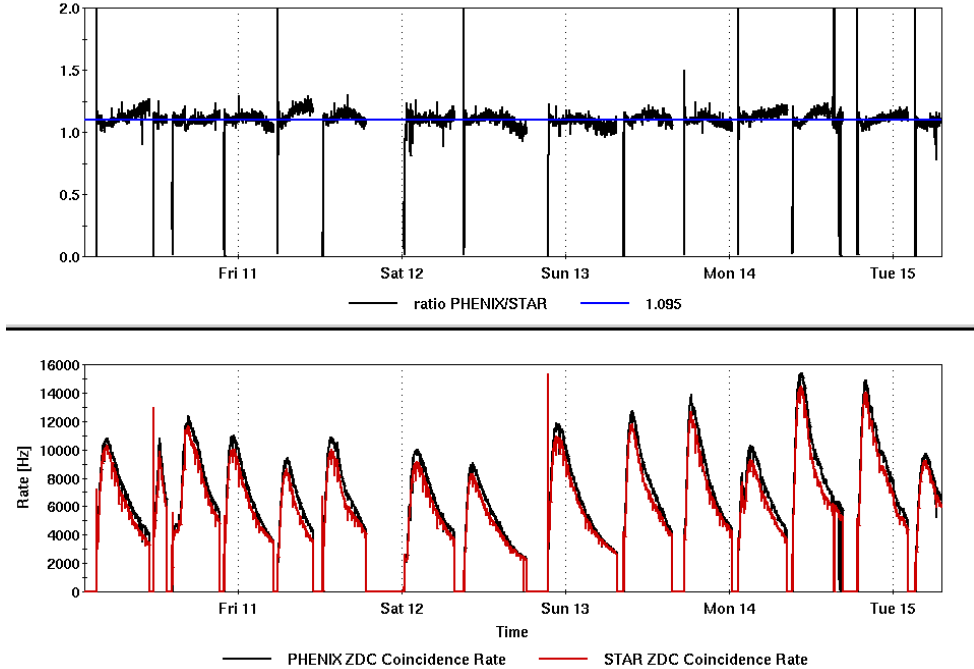 2.0
1.5
1.0
0.5
0.0
Fri 11 Sat 12 Sun 13 Mon 14 Tue 15
ratio PHENIX/STAR 1.095
16000
14000
12000
10000
8000
6000
4000
2000
0
Rate [Hz]
Fri 11 Sat 12 Sun 13 Mon 14 Tue 15
Time
PHENIX ZDC Coincidence Rate STAR ZDC Coincidence Rate